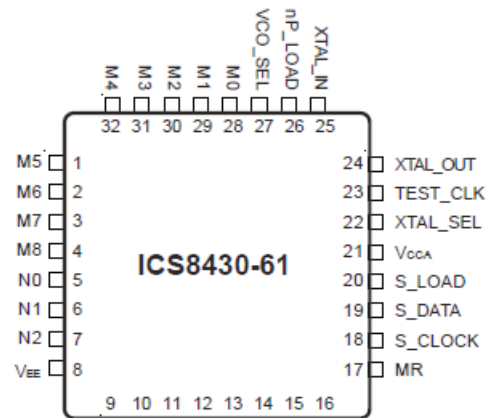 M4 M3 M2 M1 M0 VCO_SEL nP_LOAD XTAL_IN
32 31 30 29 28 27 26 25
M5 1 24 XTAL_OUT
M6 2 23 TEST_CLK
M7 3 22 XTAL_SEL
M8 4 21 VCCA
ICS8430-61
N0 5 20 S_LOAD
N1 6 19 S_DATA
N2 7 18 S_CLOCK
VEE 8 17 MR
9 10 11 12 13 14 15 16